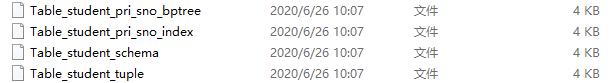 Table_student_pri_sno_bptree 2020/6/26 10:07 文件 4 KB
Table_student_pri_sno_index 2020/6/26 10:07 文件 4 KB
Table_student_schema 2020/6/26 10:07 文件 4 KB
Table_student_tuple 2020/6/26 10:07 文件 4 KB